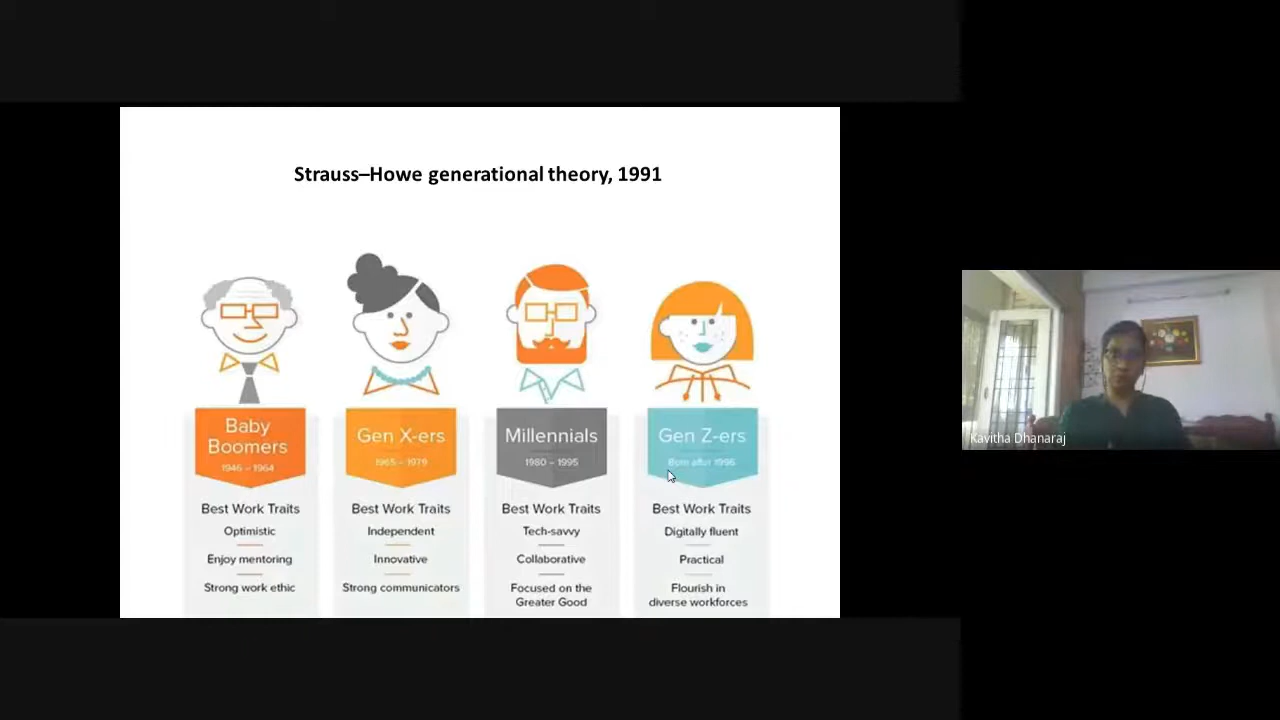 Strauss–Howe generational theory, 1991
Baby
Boomers
1946 – 1964
Best Work Traits
Optimistic
Enjoy mentoring
Strong work ethic
Gen X-ers
1965 – 1979
Best Work Traits
Independent
Innovative
Strong communicators
Millennials
1980 – 1995
Best Work Traits
Tech-savvy
Collaborative
Focused on the
Greater Good
Gen Z-ers
Born after 1996
Best Work Traits
Digitally fluent
Practical
Flourish in
diverse workforces
Kavitha Dhanaraj